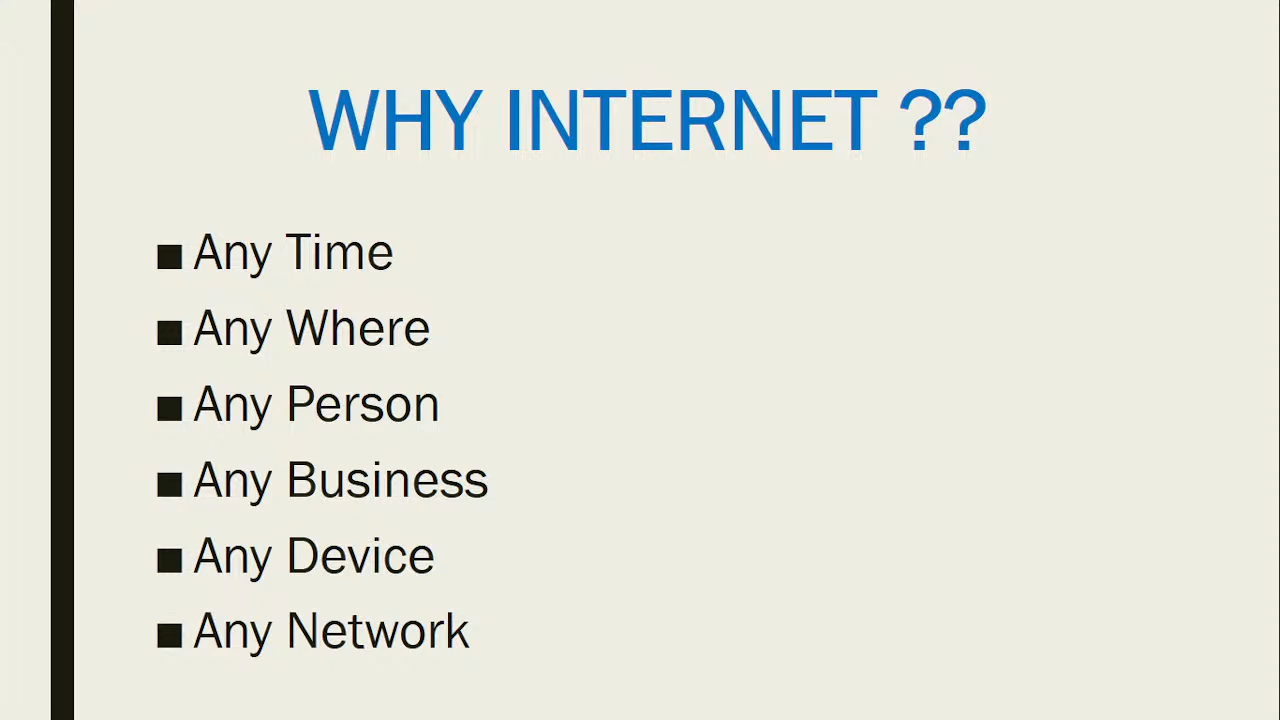 WHY INTERNET ??
■ Any Time
■ Any Where
■ Any Person
■ Any Business
■ Any Device
■ Any Network